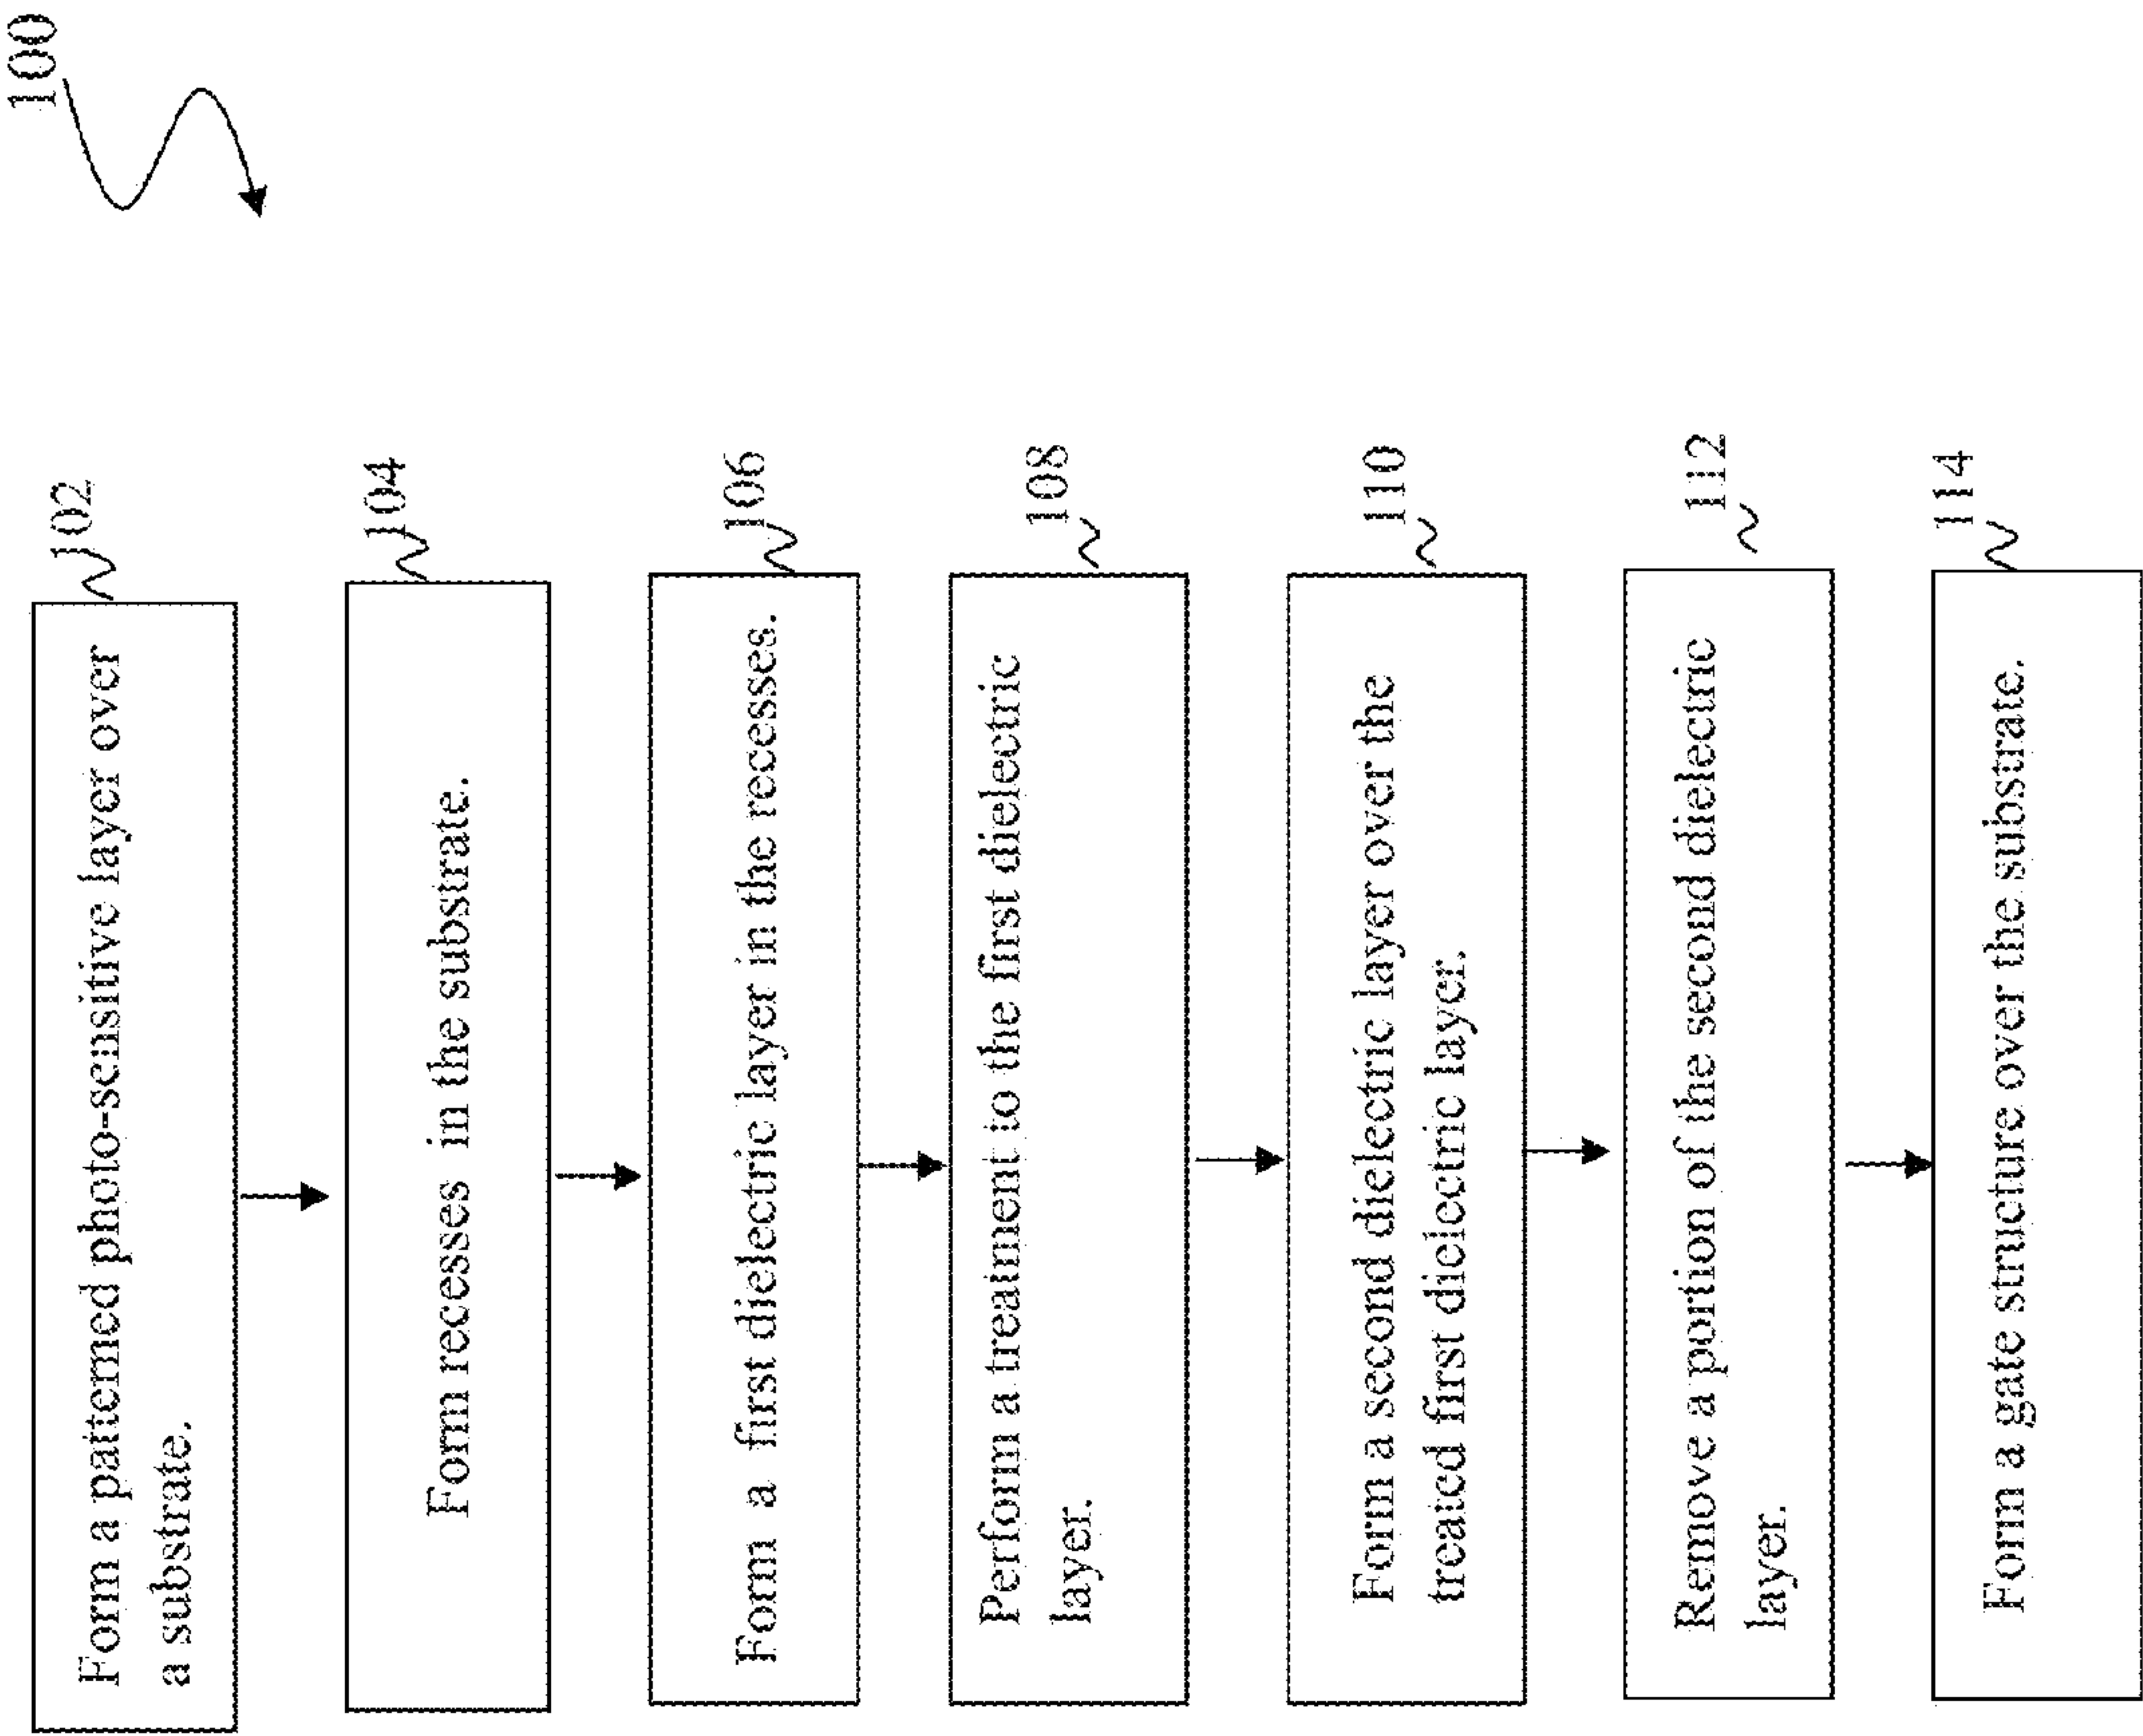 100
102
Form a patterned photo-sensitive layer over
a substrate.
104
Form recesses in the substrate.
106
Form a first dielectric layer in the recesses.
108
Perform a treatment to the first dielectric
layer.
110
Form a second dielectric layer over the
treated first dielectric layer.
112
Remove a portion of the second dielectric
layer.
114
Form a gate structure over the substrate.